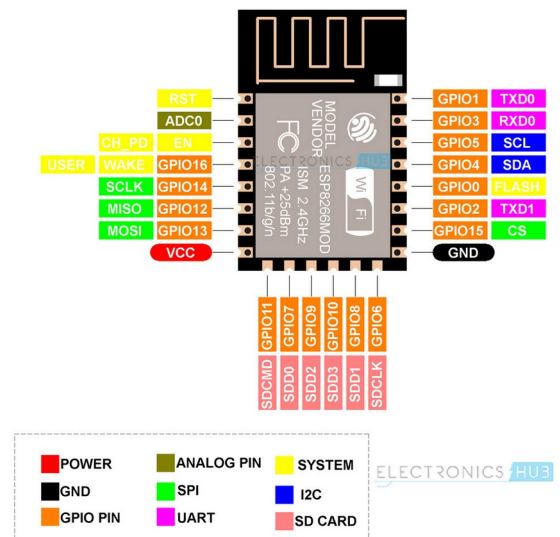 RST
ADC0
CH_PD EN
USER WAKE GPIO16
SCLK GPIO14
MISO GPIO12
MOSI GPIO13
VCC
MODEL
VENDOR
ESP8266MOD
FC
ISM 2.4GHz
PA +25dBm
802.11b/g/n
Wi Fi
ELECTRONICS HUB
GPIO1 TXD0
GPIO3 RXD0
GPIO5 SCL
GPIO4 SDA
GPIO0 FLASH
GPIO2 TXD1
GPIO15 CS
GND
GPIO11 SDCMD
GPIO7 SDD0
GPIO9 SDD2
GPIO10 SDD3
GPIO8 SDD1
GPIO6 SDCLK
POWER ANALOG PIN SYSTEM
GND SPI I2C
GPIO PIN UART SD CARD
ELECTRONICS HUB